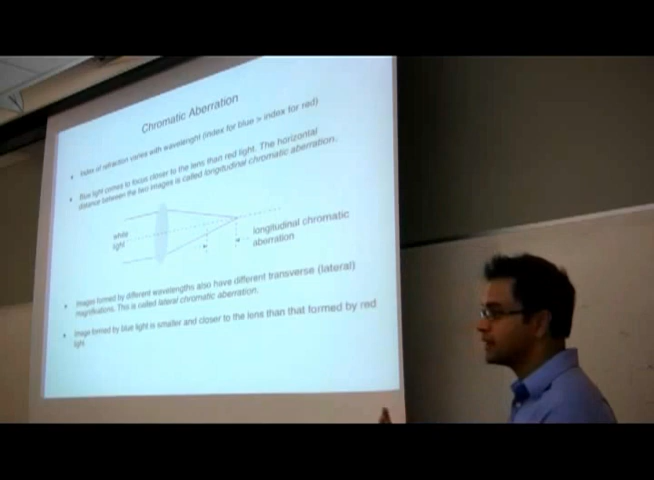 Chromatic Aberration
Index of refraction varies with wavelenght (index for blue > index for red)
Blue light comes to focus closer to the lens than red light. The horizontal
distance between the two images is called longitudinal chromatic aberration.
white
light
longitudinal chromatic
aberration
Images formed by different wavelengths also have different transverse (lateral)
magnifications. This is called lateral chromatic aberration.
Image formed by blue light is smaller and closer to the lens than that formed by red
light